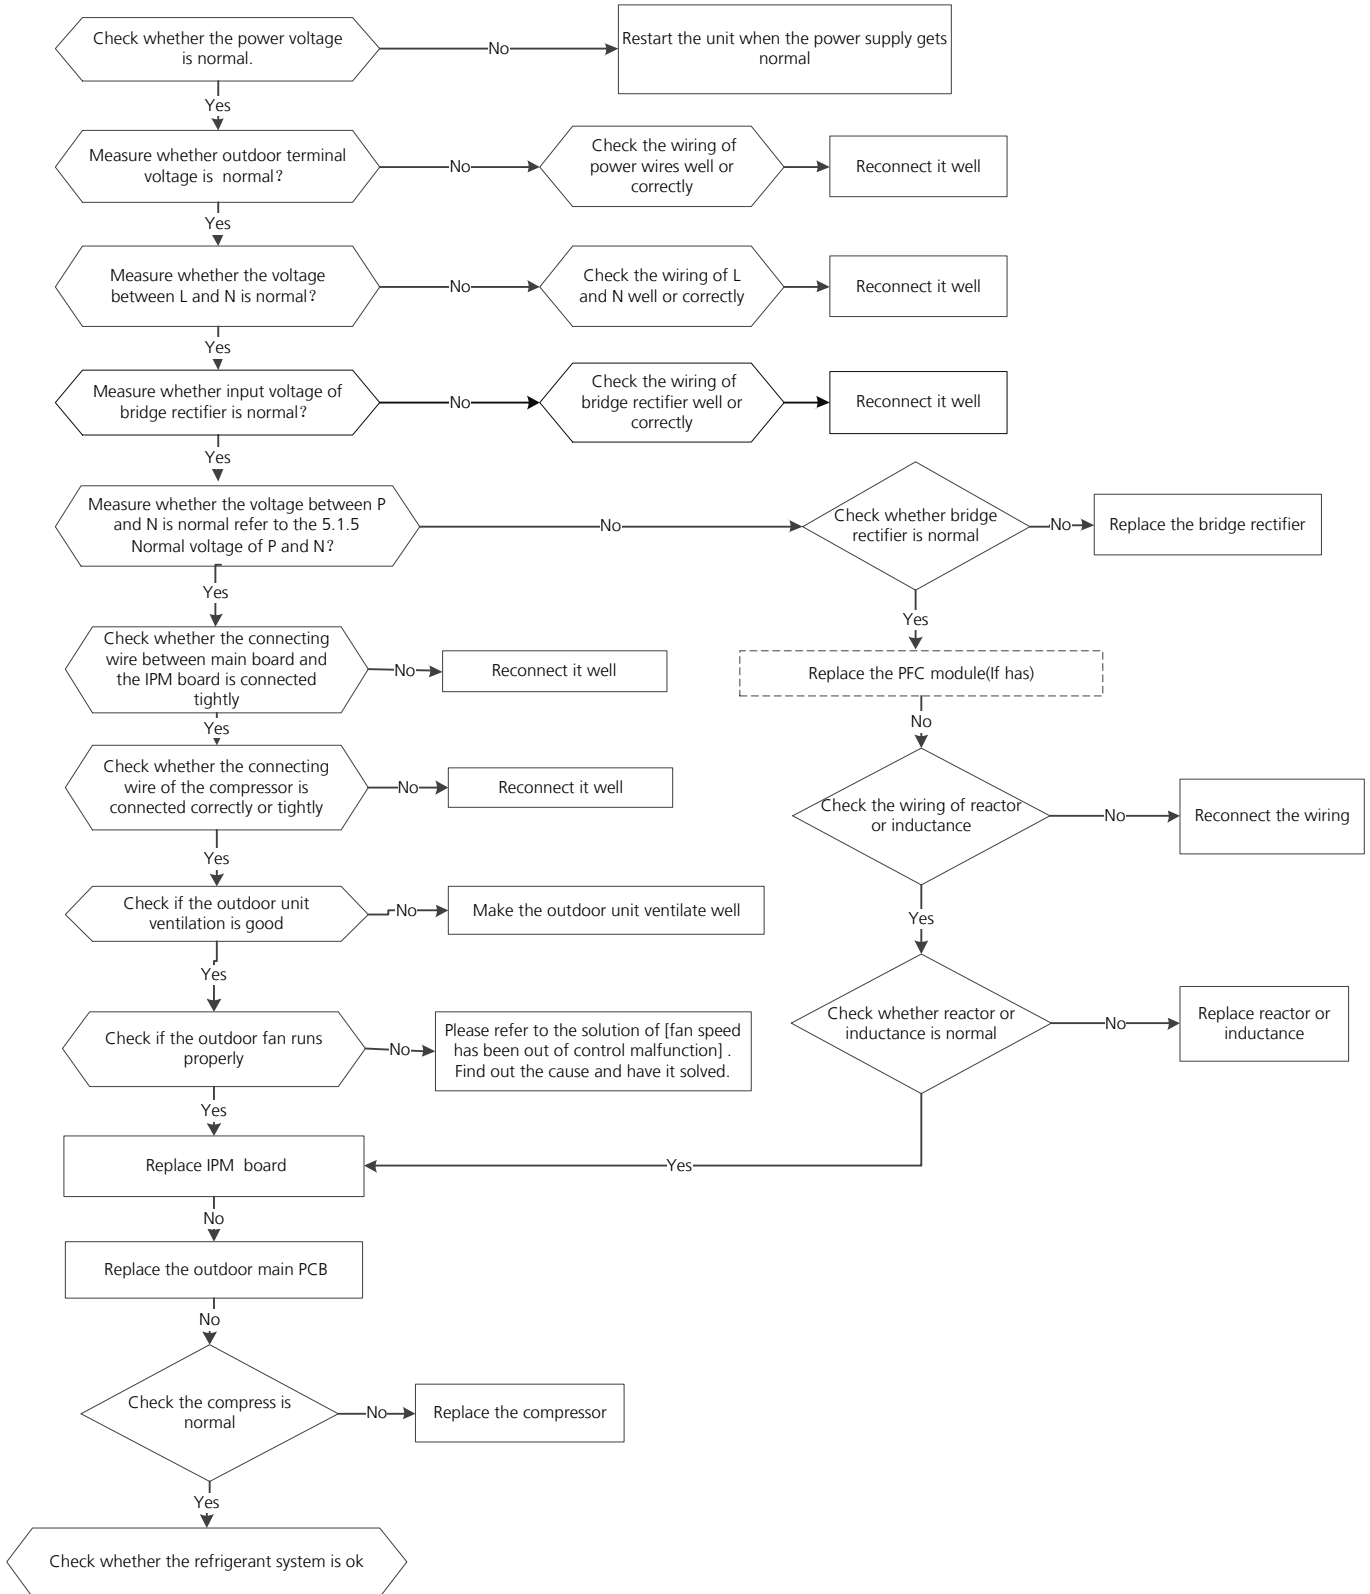 Check whether the power voltage
is normal.
No
Restart the unit when the power supply gets
normal
Yes
Measure whether outdoor terminal
voltage is  normal？
No
Check the wiring of
power wires well or
correctly
Reconnect it well
Yes
Measure whether the voltage
between L and N is normal？
No
Check the wiring of L
and N well or correctly
Reconnect it well
Yes
Measure whether input voltage of
bridge rectifier is normal？
No
Check the wiring of
bridge rectifier well or
correctly
Reconnect it well
Yes
Measure whether the voltage between P
and N is normal refer to the 5.1.5
Normal voltage of P and N？
No
Check whether bridge
rectifier is normal
No
Replace the bridge rectifier
Yes
Yes
Check whether the connecting
wire between main board and
the IPM board is connected
tightly
No
Reconnect it well
Replace the PFC module(If has)
No
Yes
Check whether the connecting
wire of the compressor is
connected correctly or tightly
No
Reconnect it well
Check the wiring of reactor
or inductance
No
Reconnect the wiring
Yes
Check if the outdoor unit
ventilation is good
No
Make the outdoor unit ventilate well
Yes
Yes
Check whether reactor or
inductance is normal
No
Replace reactor or
inductance
Check if the outdoor fan runs
properly
No
Please refer to the solution of [fan speed
has been out of control malfunction] .
Find out the cause and have it solved.
Yes
Replace IPM  board
Yes
No
Replace the outdoor main PCB
No
Check the compress is
normal
No
Replace the compressor
Yes
Check whether the refrigerant system is ok